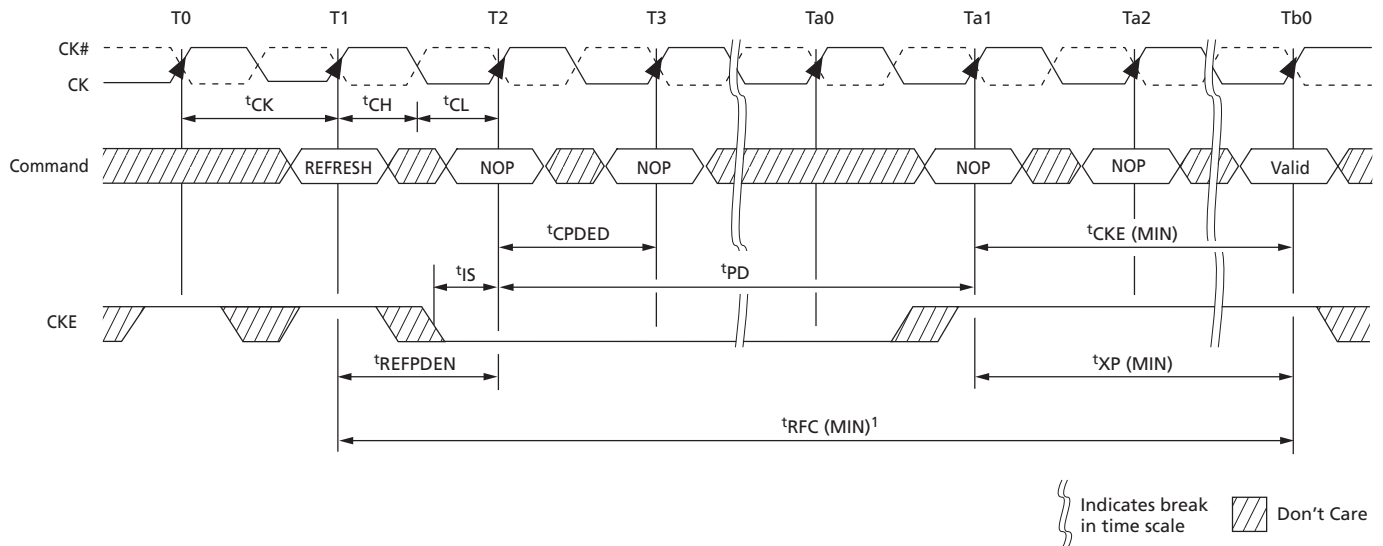 T0 T1 T2 T3 Ta0 Ta1 Ta2 Tb0
CK#
CK
tCK tCH tCL
Command REFRESH NOP NOP NOP NOP Valid
tCPDED tCKE (MIN)
tIS tPD
CKE
tREFPDEN tXP (MIN)
tRFC (MIN)1
Indicates break
in time scale
Don't Care